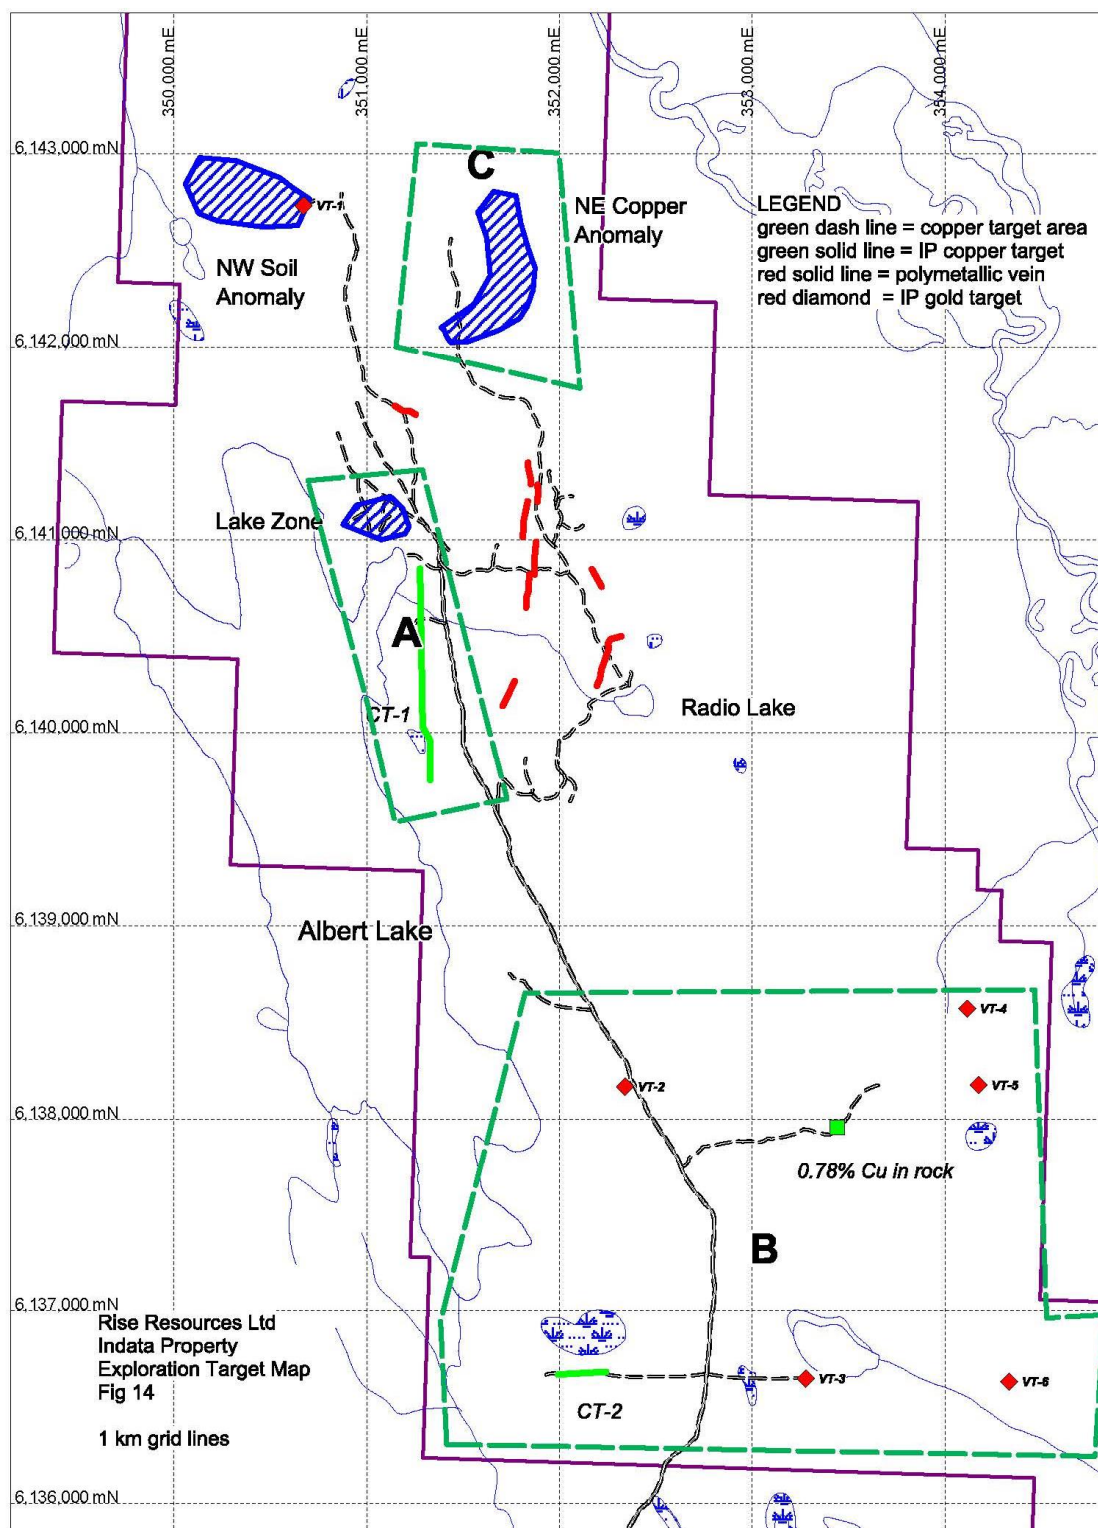 350,000 mE
351,000 mE
352,000 mE
353,000 mE
354,000 mE
6,143,000 mN
C
VT-1
NE Copper
Anomaly
LEGEND
green dash line = copper target area
green solid line = IP copper target
red solid line = polymetallic vein
red diamond = IP gold target
NW Soil
Anomaly
6,142,000 mN
Lake Zone
6,141,000 mN
A
CT-1
Radio Lake
6,140,000 mN
6,139,000 mN
Albert Lake
VT-4
VT-2
VT-5
6,138,000 mN
0.78% Cu in rock
B
6,137,000 mN
Rise Resources Ltd
Indata Property
Exploration Target Map
Fig 14
1 km grid lines
VT-3
VT-6
CT-2
6,136,000 mN